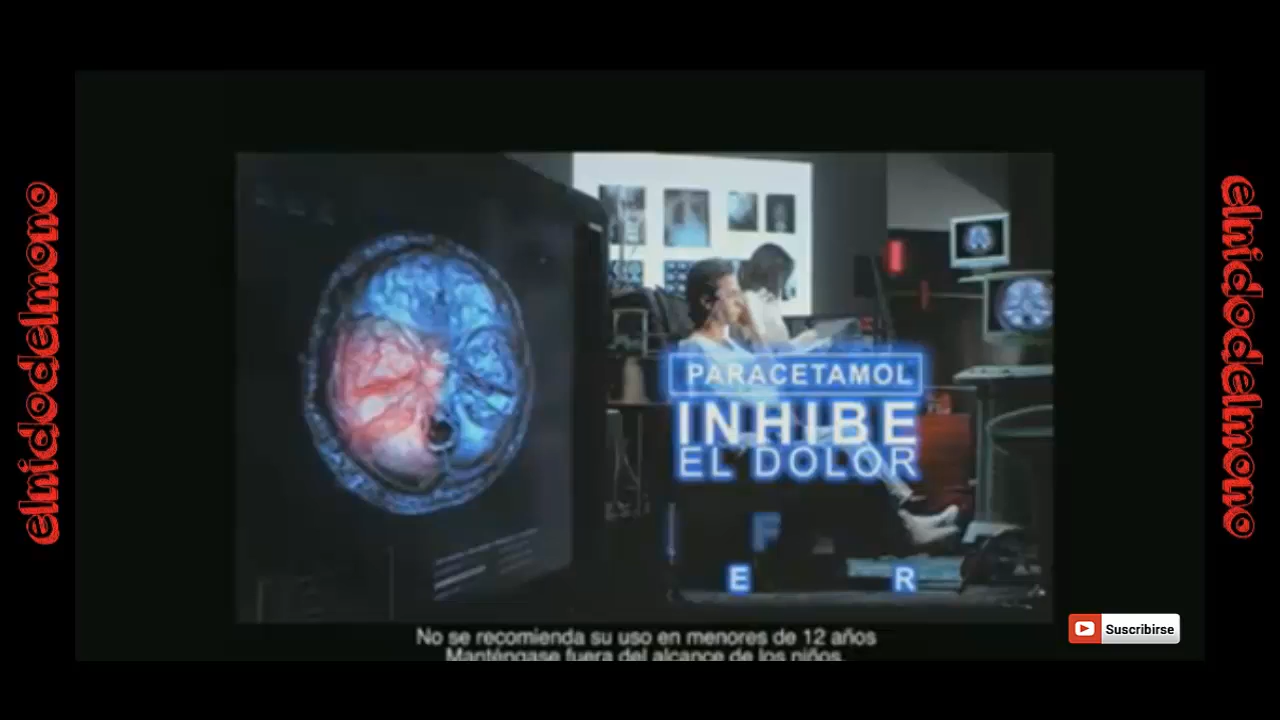 elnidodelmono
PARACETAMOL
INHIBE
EL DOLOR
F
E R
No se recomienda su uso en menores de 12 años
Manténgase fuera del alcance de los niños.
Suscribirse
elnidodelmono